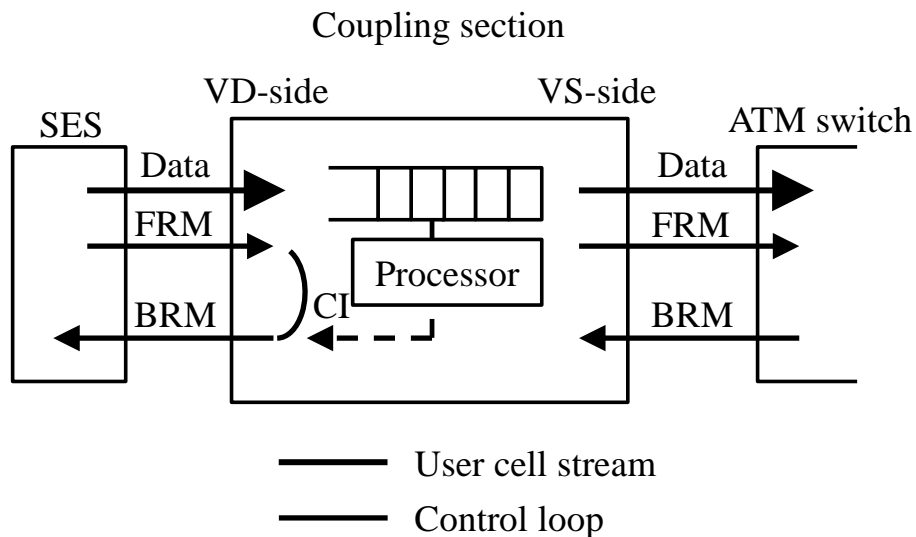 Coupling section
VD-side
VS-side
SES
ATM switch
Data
Data
FRM
FRM
Processor
CI
BRM
BRM
User cell stream
Control loop